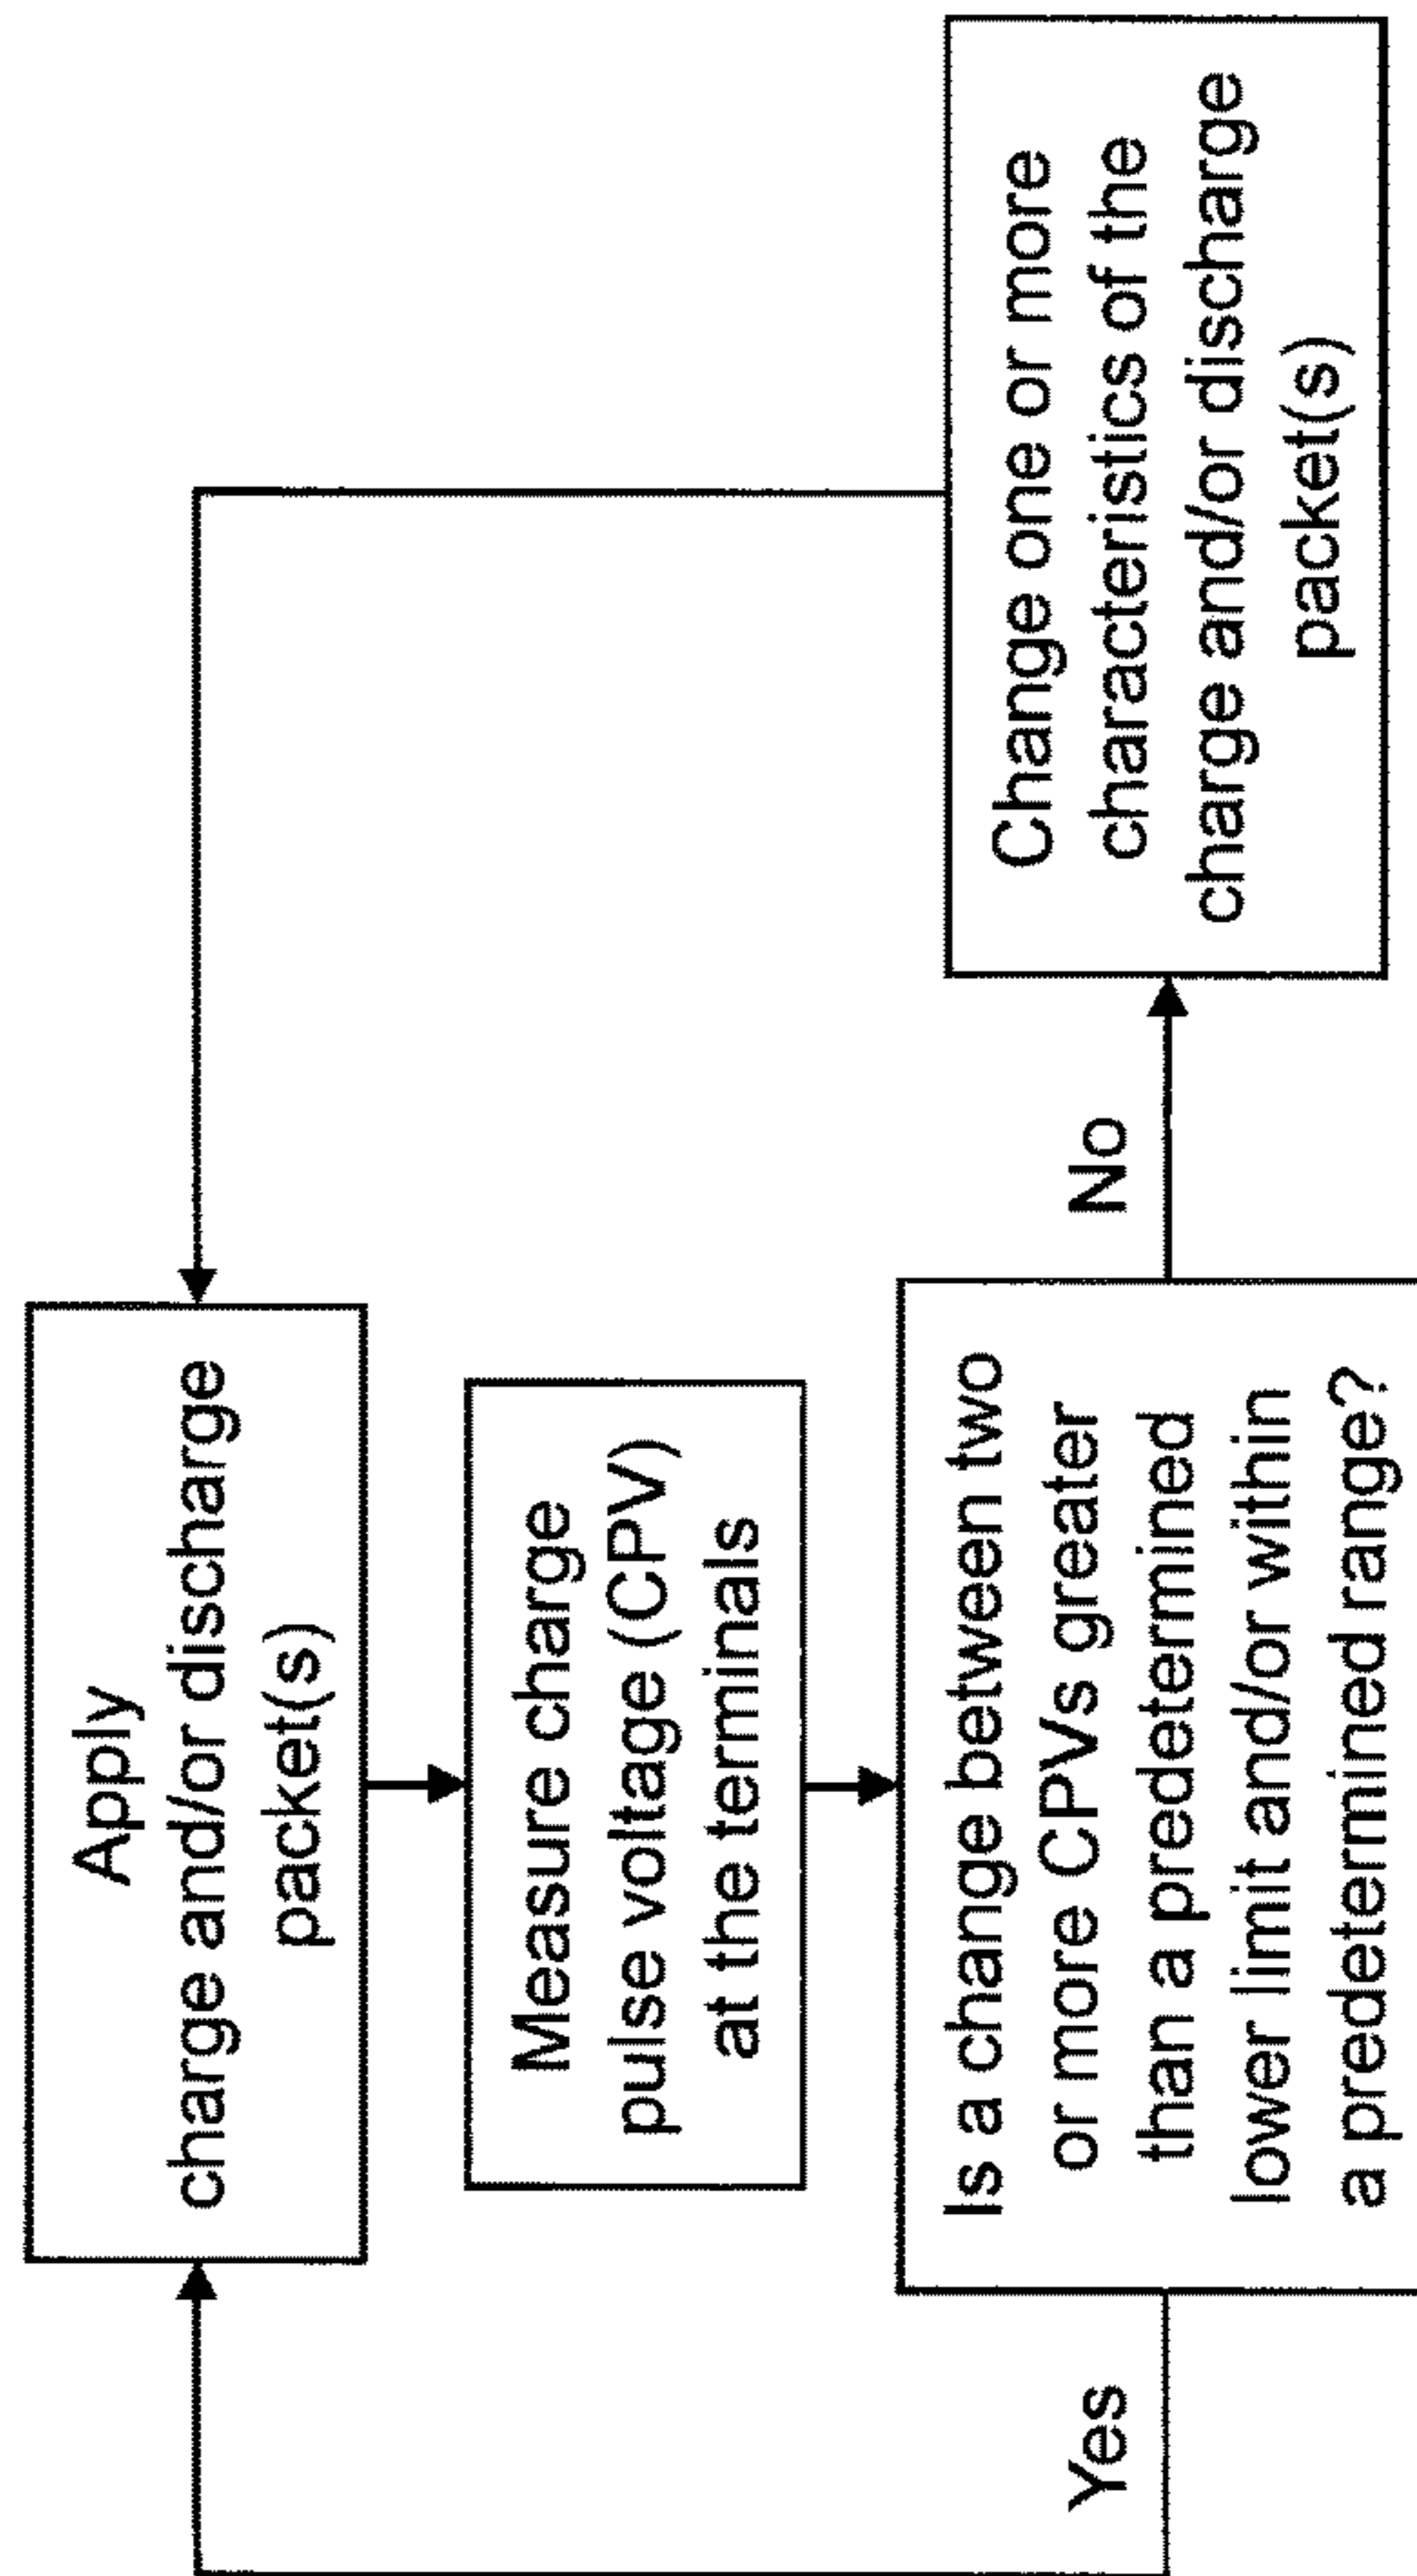 Apply
charge and/or discharge
packet(s)
Measure charge
pulse voltage (CPV)
at the terminals
Is a change between two
or more CPVs greater
than a predetermined
lower limit and/or within
a predetermined range?
Yes
No
Change one or more
characteristics of the
charge and/or discharge
packet(s)